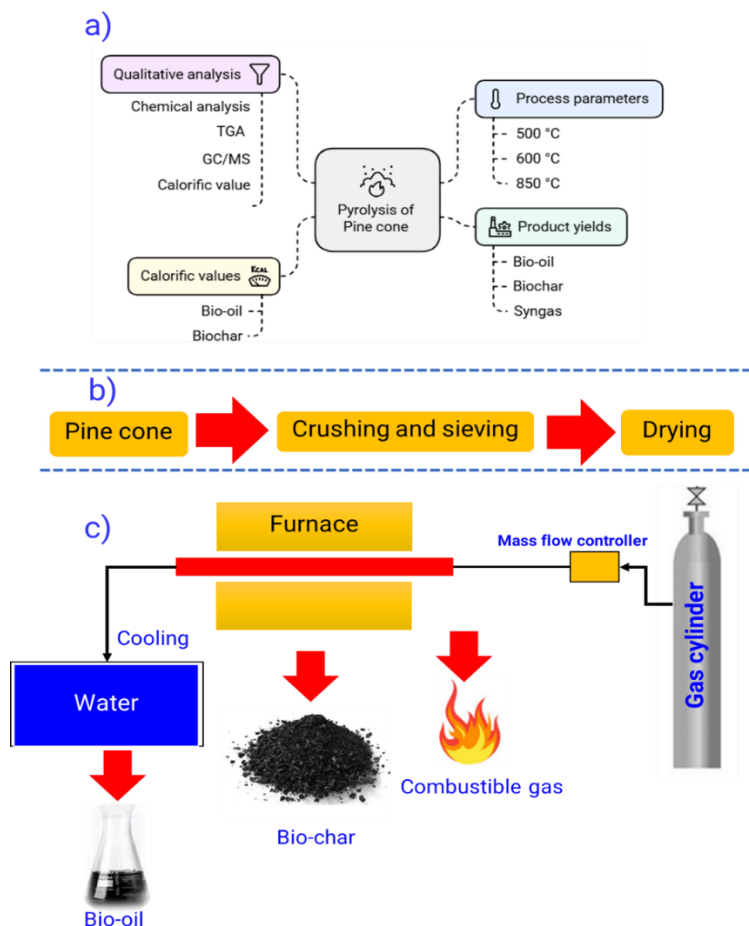 a)
Qualitative analysis
Chemical analysis
TGA
GC/MS
Calorific value
Process parameters
500 °C
600 °C
850 °C
Pyrolysis of
Pine cone
Product yields
Bio-oil
Biochar
Syngas
KCAL
Calorific values
Bio-oil
Biochar
b)
Pine cone
Crushing and sieving
Drying
c)
Furnace
Mass flow controller
Gas cylinder
Cooling
Water
Combustible gas
Bio-char
Bio-oil